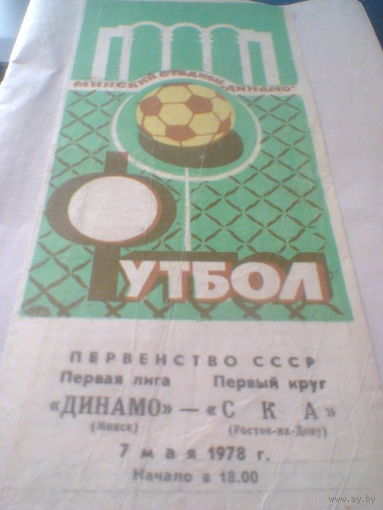 МИНСКИЙ СТАДИОН „ДИНАМО"
ФУТБОЛ
ПЕРВЕНСТВО СССР
Первая лига Первый круг
«ДИНАМО» — «С К А»
(Минск) (Ростов-на-Дону)
7 мая 1978 г.
Начало в 18.00
www.ay.by